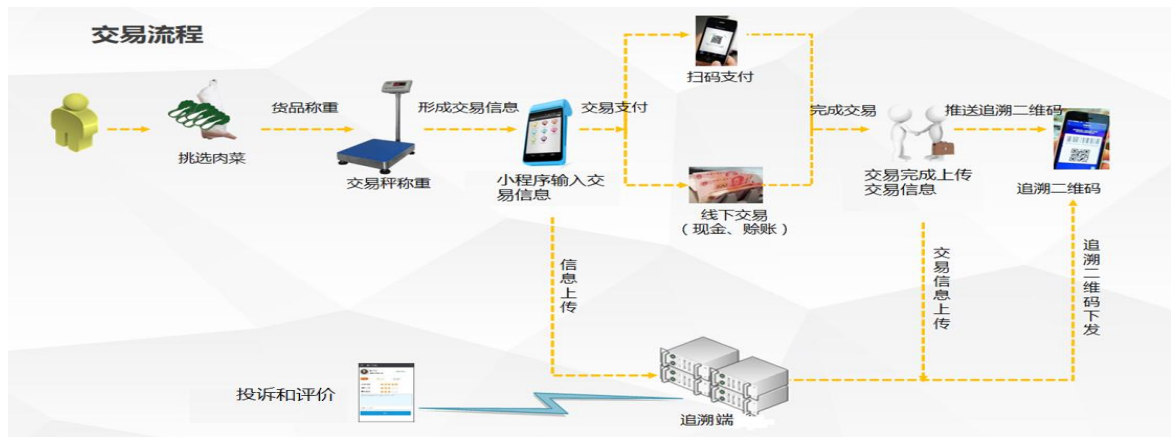 交易流程
货品称重
形成交易信息
交易支付
扫码支付
完成交易
推送追溯二维码
挑选肉菜
交易秤称重
小程序输入交
易信息
线下交易
（现金、赊账）
交易完成上传
交易信息
追溯二维码
信息上传
交易信息上传
追溯二维码下发
投诉和评价
追溯端